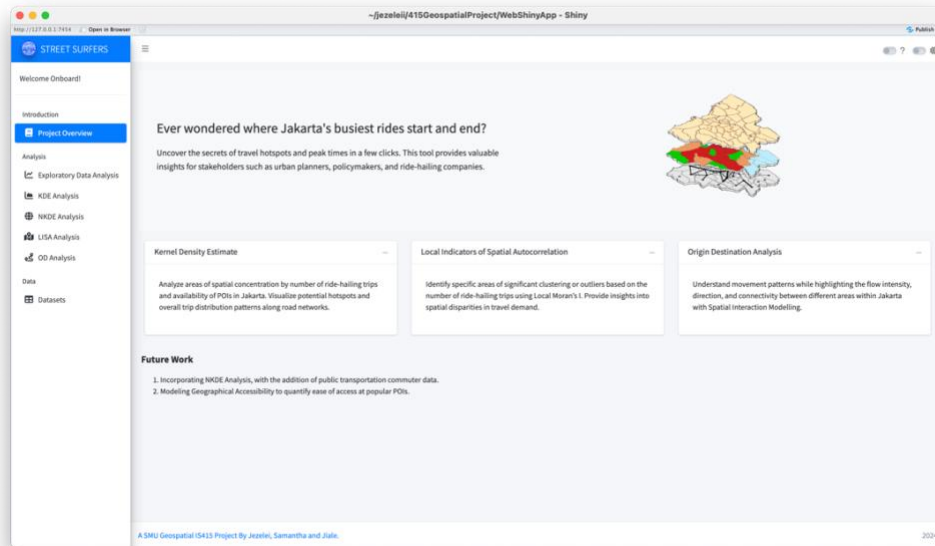 ~/jezeleii/415GeospatialProject/WebShinyApp - Shiny
http://127.0.0.1:7414 Open in Browser
Publish
STREET SURFERS
?
Welcome Onboard!
Introduction
Project Overview
Analysis
Exploratory Data Analysis
KDE Analysis
NKDE Analysis
LISA Analysis
OD Analysis
Data
Datasets
Ever wondered where Jakarta's busiest rides start and end?
Uncover the secrets of travel hotspots and peak times in a few clicks. This tool provides valuable
insights for stakeholders such as urban planners, policymakers, and ride-hailing companies.
Kernel Density Estimate
Analyze areas of spatial concentration by number of ride-hailing trips
and availability of POIs in Jakarta. Visualize potential hotspots and
overall trip distribution patterns along road networks.
Local Indicators of Spatial Autocorrelation
Identify specific areas of significant clustering or outliers based on the
number of ride-hailing trips using Local Moran's I. Provide insights into
spatial disparities in travel demand.
Origin Destination Analysis
Understand movement patterns while highlighting the flow intensity,
direction, and connectivity between different areas within Jakarta
with Spatial Interaction Modelling.
Future Work
1. Incorporating NKDE Analysis, with the addition of public transportation commuter data.
2. Modeling Geographical Accessibility to quantify ease of access at popular POIs.
A SMU Geospatial IS415 Project By Jezelei, Samantha and Jiale.
2024